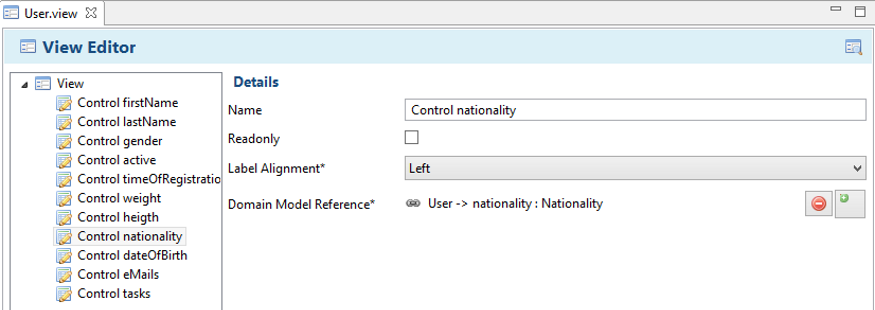 User.view
View Editor
View
Control firstName
Control lastName
Control gender
Control active
Control timeOfRegistratio
Control weight
Control heigth
Control nationality
Control dateOfBirth
Control eMails
Control tasks
Details
Name Control nationality
Readonly
Label Alignment* Left
Domain Model Reference* User -> nationality : Nationality